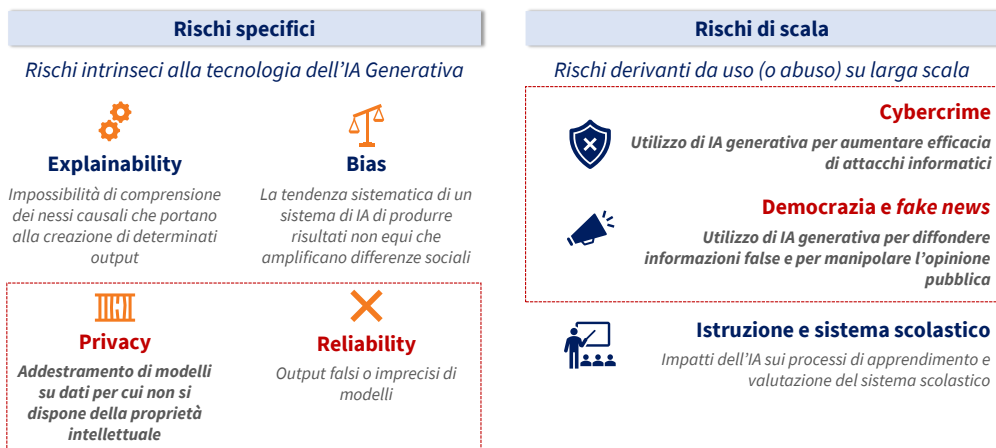 Rischi specifici
Rischi intrinseci alla tecnologia dell'IA Generativa
Explainability
Impossibilità di comprensione
dei nessi causali che portano
alla creazione di determinati
output
Bias
La tendenza sistematica di un
sistema di IA di produrre
risultati non equi che
amplificano differenze sociali
Privacy
Addestramento di modelli
su dati per cui non si
dispone della proprietà
intellettuale
Reliability
Output falsi o imprecisi di
modelli
Rischi di scala
Rischi derivanti da uso (o abuso) su larga scala
Cybercrime
Utilizzo di IA generativa per aumentare efficacia
di attacchi informatici
Democrazia e fake news
Utilizzo di IA generativa per diffondere
informazioni false e per manipolare l'opinione
pubblica
Istruzione e sistema scolastico
Impatti dell'IA sui processi di apprendimento e
valutazione del sistema scolastico